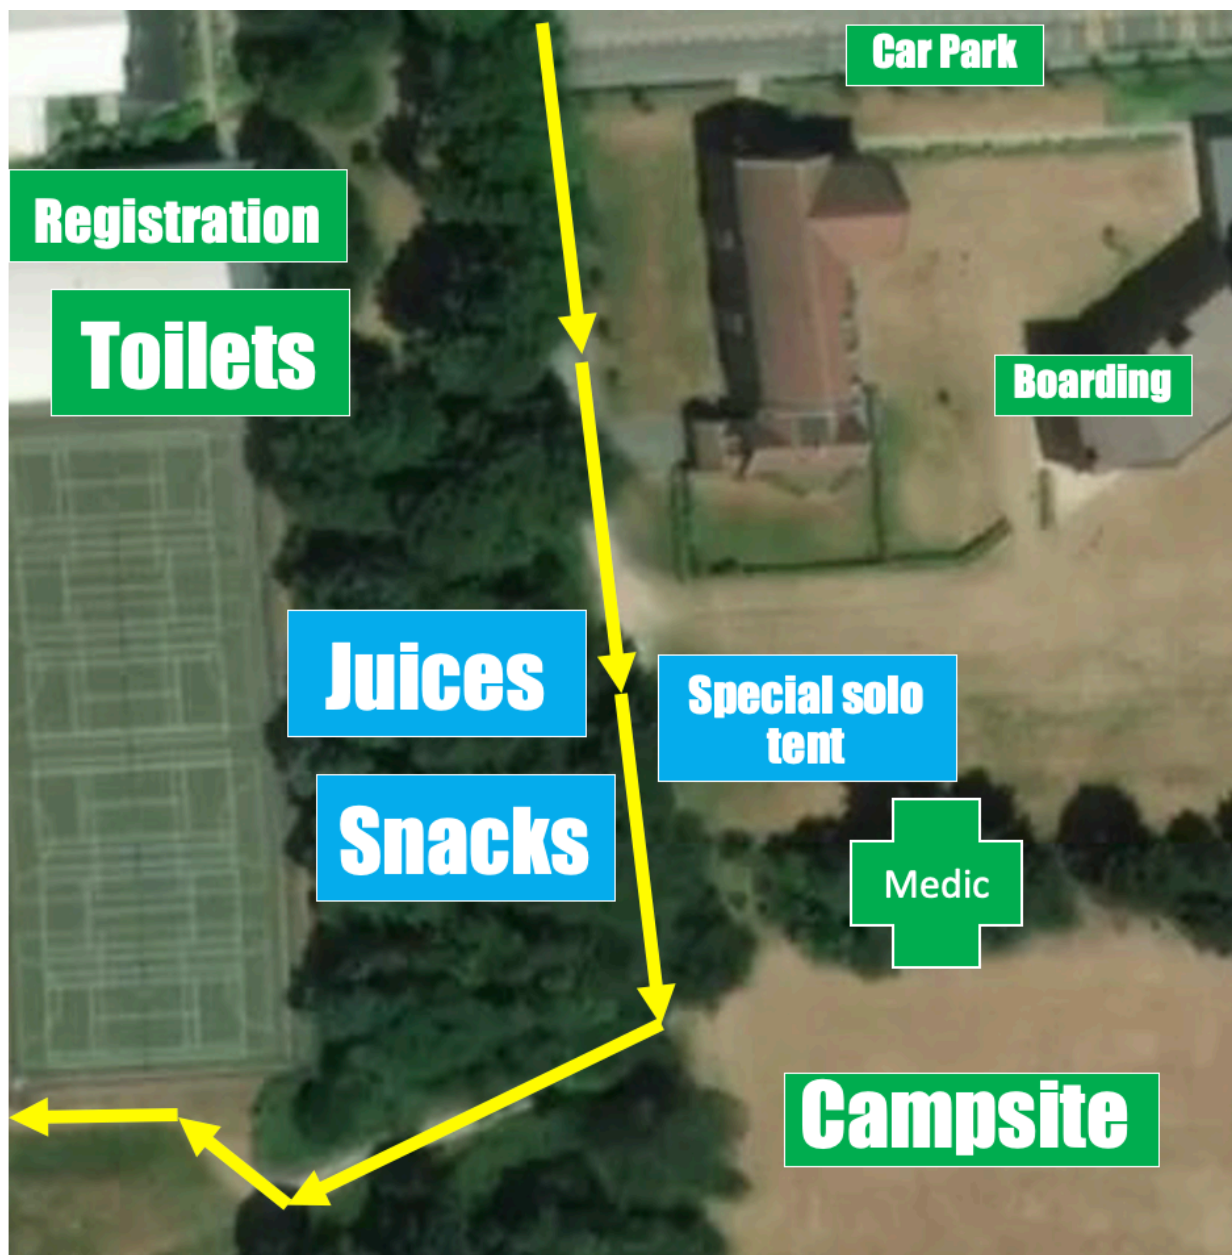 Car Park
Registration
Toilets
Boarding
Juices
Special solo
tent
Snacks
Medic
Campsite